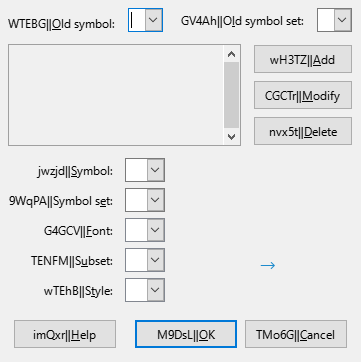 WTEBG||Old symbol: GV4Ah||Old symbol set:
wH3TZ||Add
CGCTr||Modify
nvx5t||Delete
jwzjd||Symbol:
9WqPA||Symbol set:
G4GCV||Font:
TENFM||Subset:
→
wTEhB||Style:
imQxr||Help M9DsL||OK TMo6G||Cancel